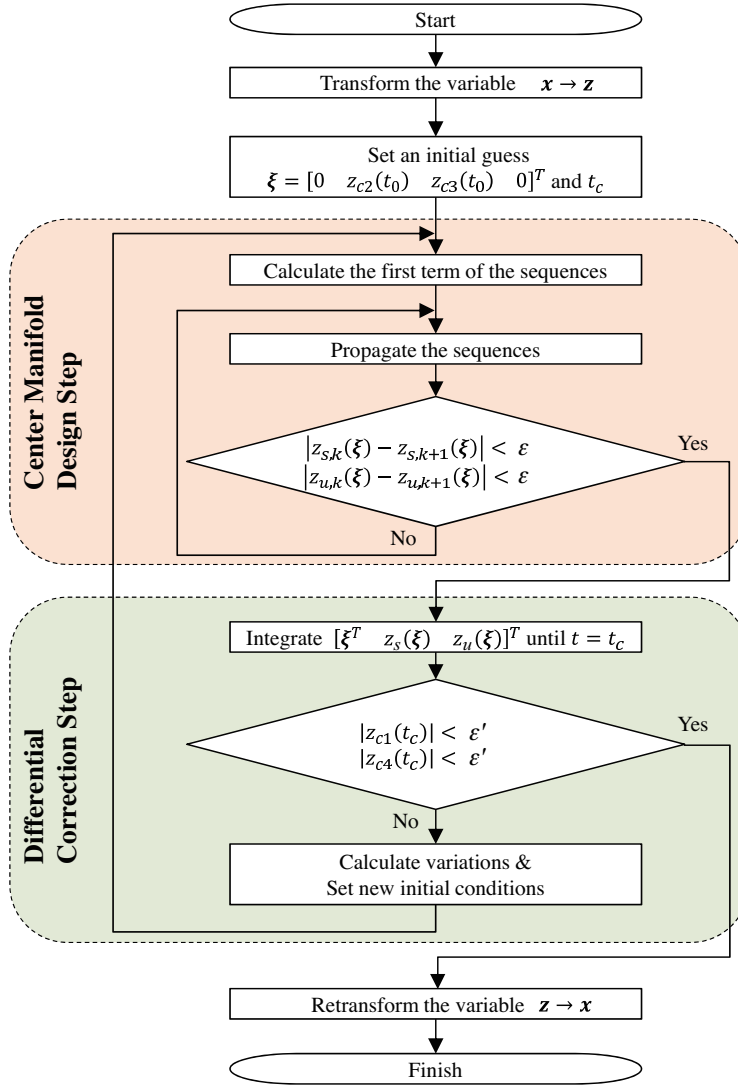 Start
Transform the variable x → z
Set an initial guess
ξ = [0 z_{c2}(t_0) z_{c3}(t_0) 0]^T and t_c
Center Manifold
Design Step
Calculate the first term of the sequences
Propagate the sequences
|z_{s,k}(ξ) − z_{s,k+1}(ξ)| < ε
|z_{u,k}(ξ) − z_{u,k+1}(ξ)| < ε
Yes
No
Differential
Correction Step
Integrate [ξ^T z_s(ξ) z_u(ξ)]^T until t = t_c
|z_{c1}(t_c)| < ε′
|z_{c4}(t_c)| < ε′
Yes
No
Calculate variations &
Set new initial conditions
Retransform the variable z → x
Finish